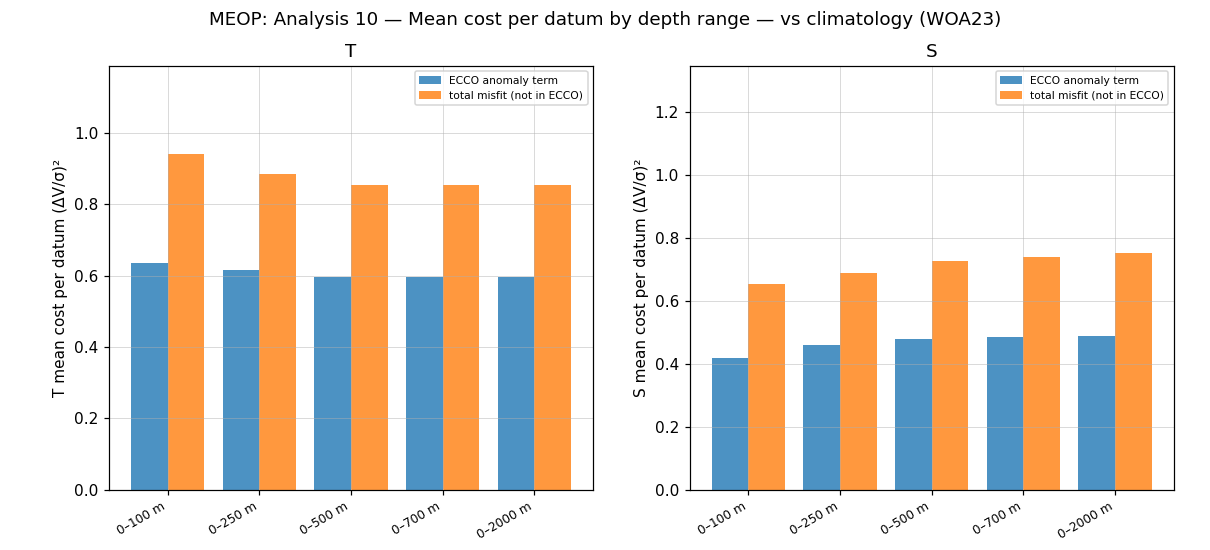 MEOP: Analysis 10 — Mean cost per datum by depth range — vs climatology (WOA23)
T
T mean cost per datum (ΔV/σ)²
1.0
0.8
0.6
0.4
0.2
0.0
ECCO anomaly term
total misfit (not in ECCO)
0–100 m
0–250 m
0–500 m
0–700 m
0–2000 m
S
S mean cost per datum (ΔV/σ)²
1.2
1.0
0.8
0.6
0.4
0.2
0.0
ECCO anomaly term
total misfit (not in ECCO)
0–100 m
0–250 m
0–500 m
0–700 m
0–2000 m